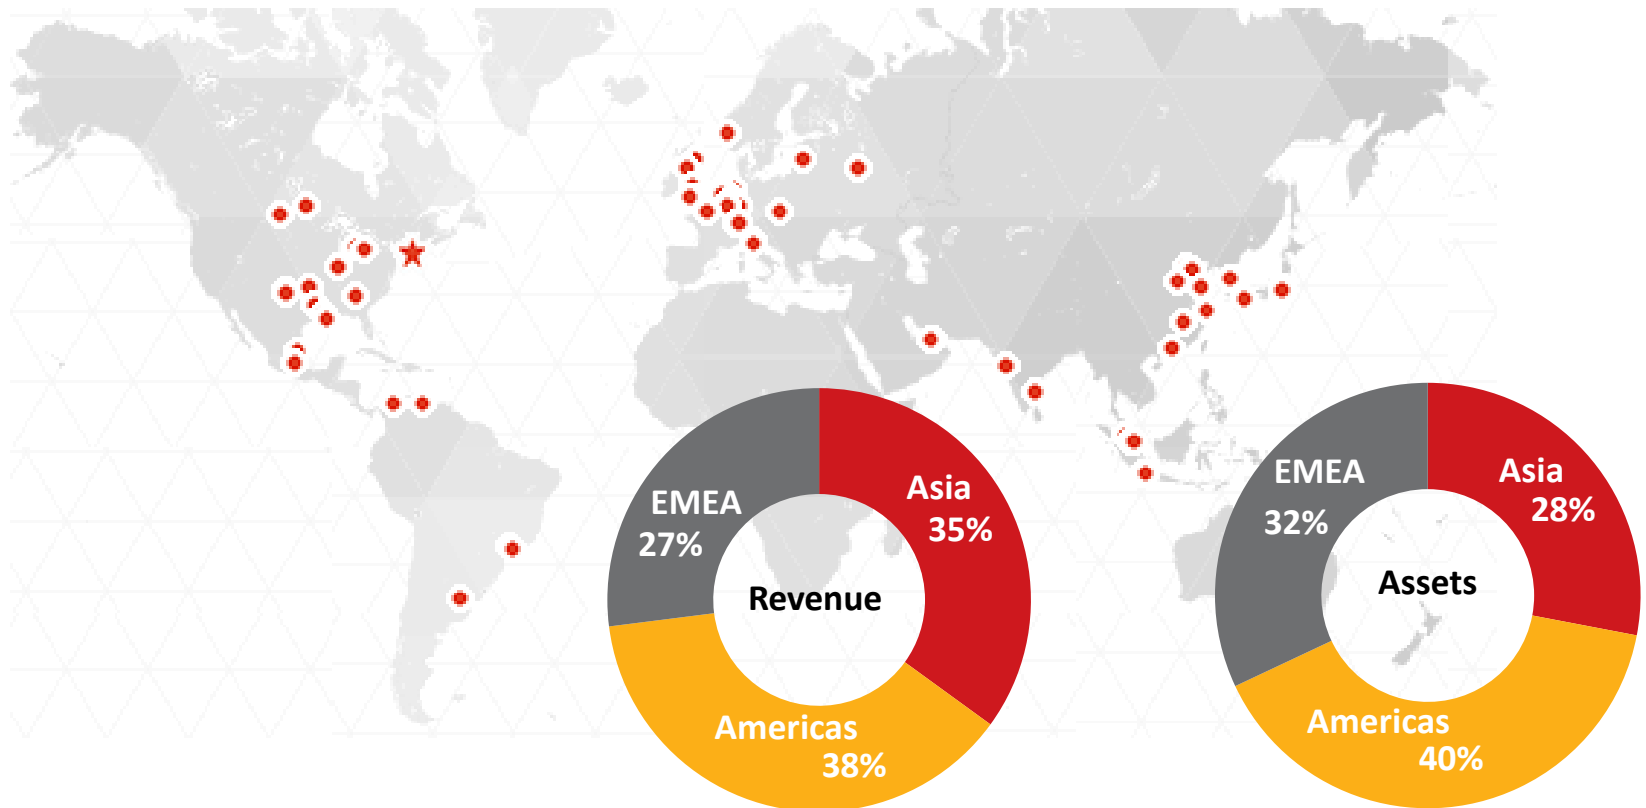 EMEA
27%
Asia
35%
Revenue
Americas
38%
EMEA
32%
Asia
28%
Assets
Americas
40%